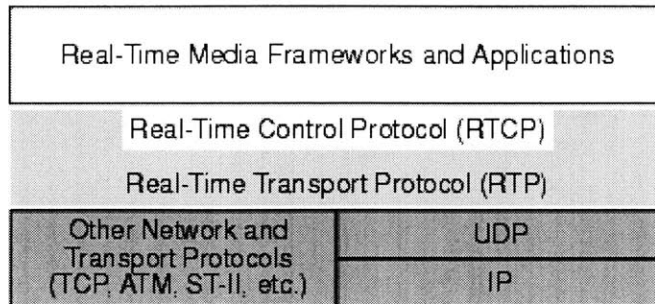 Real-Time Media Frameworks and Applications
Real-Time Control Protocol (RTCP)
Real-Time Transport Protocol (RTP)
Other Network and
Transport Protocols
(TCP, ATM, ST-II, etc.)
UDP
IP